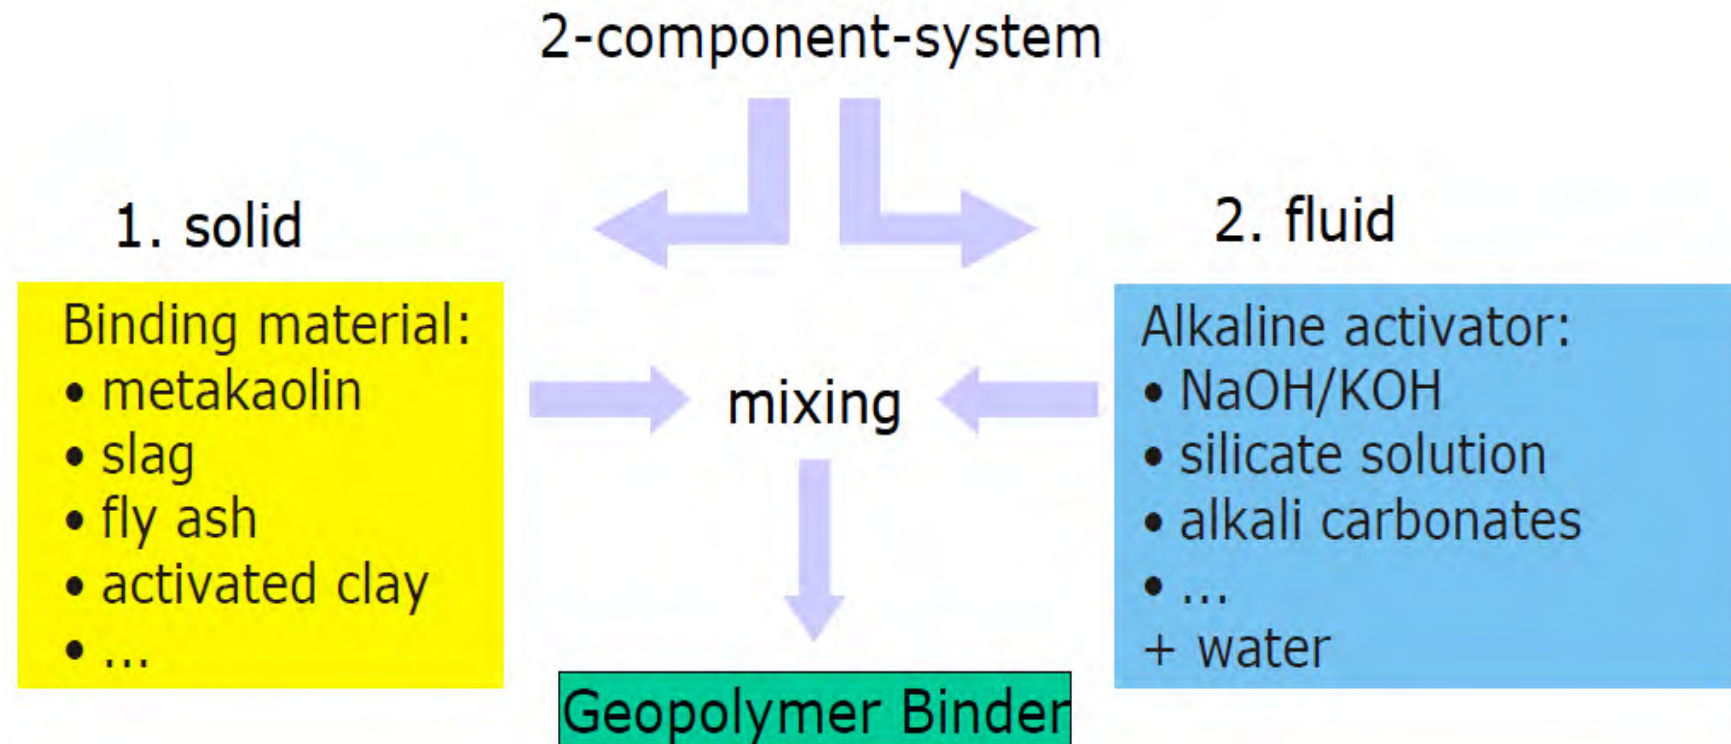 2-component-system
1. solid
2. fluid
Binding material:
• metakaolin
• slag
• fly ash
• activated clay
• ...
mixing
Alkaline activator:
• NaOH/KOH
• silicate solution
• alkali carbonates
• ...
+ water
Geopolymer Binder